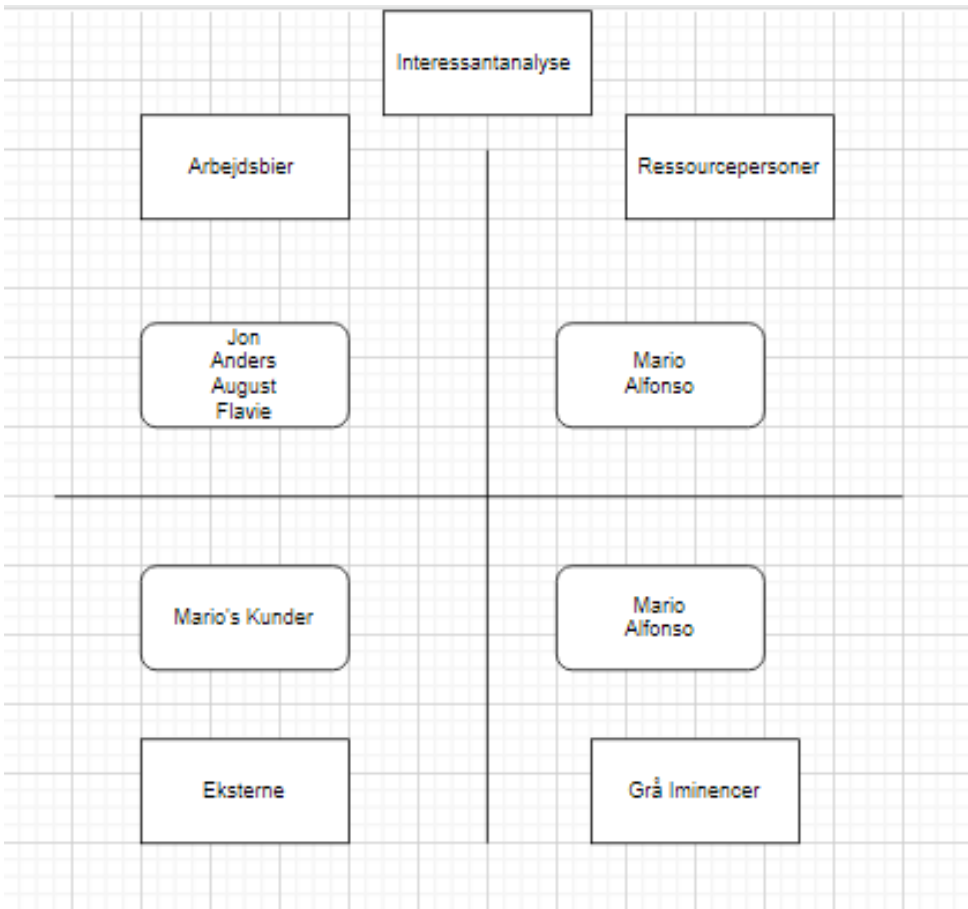 Interessantanalyse
Arbejdsbier
Ressourcepersoner
Jon
Anders
August
Flavie
Mario
Alfonso
Mario's Kunder
Mario
Alfonso
Eksterne
Grå Iminencer